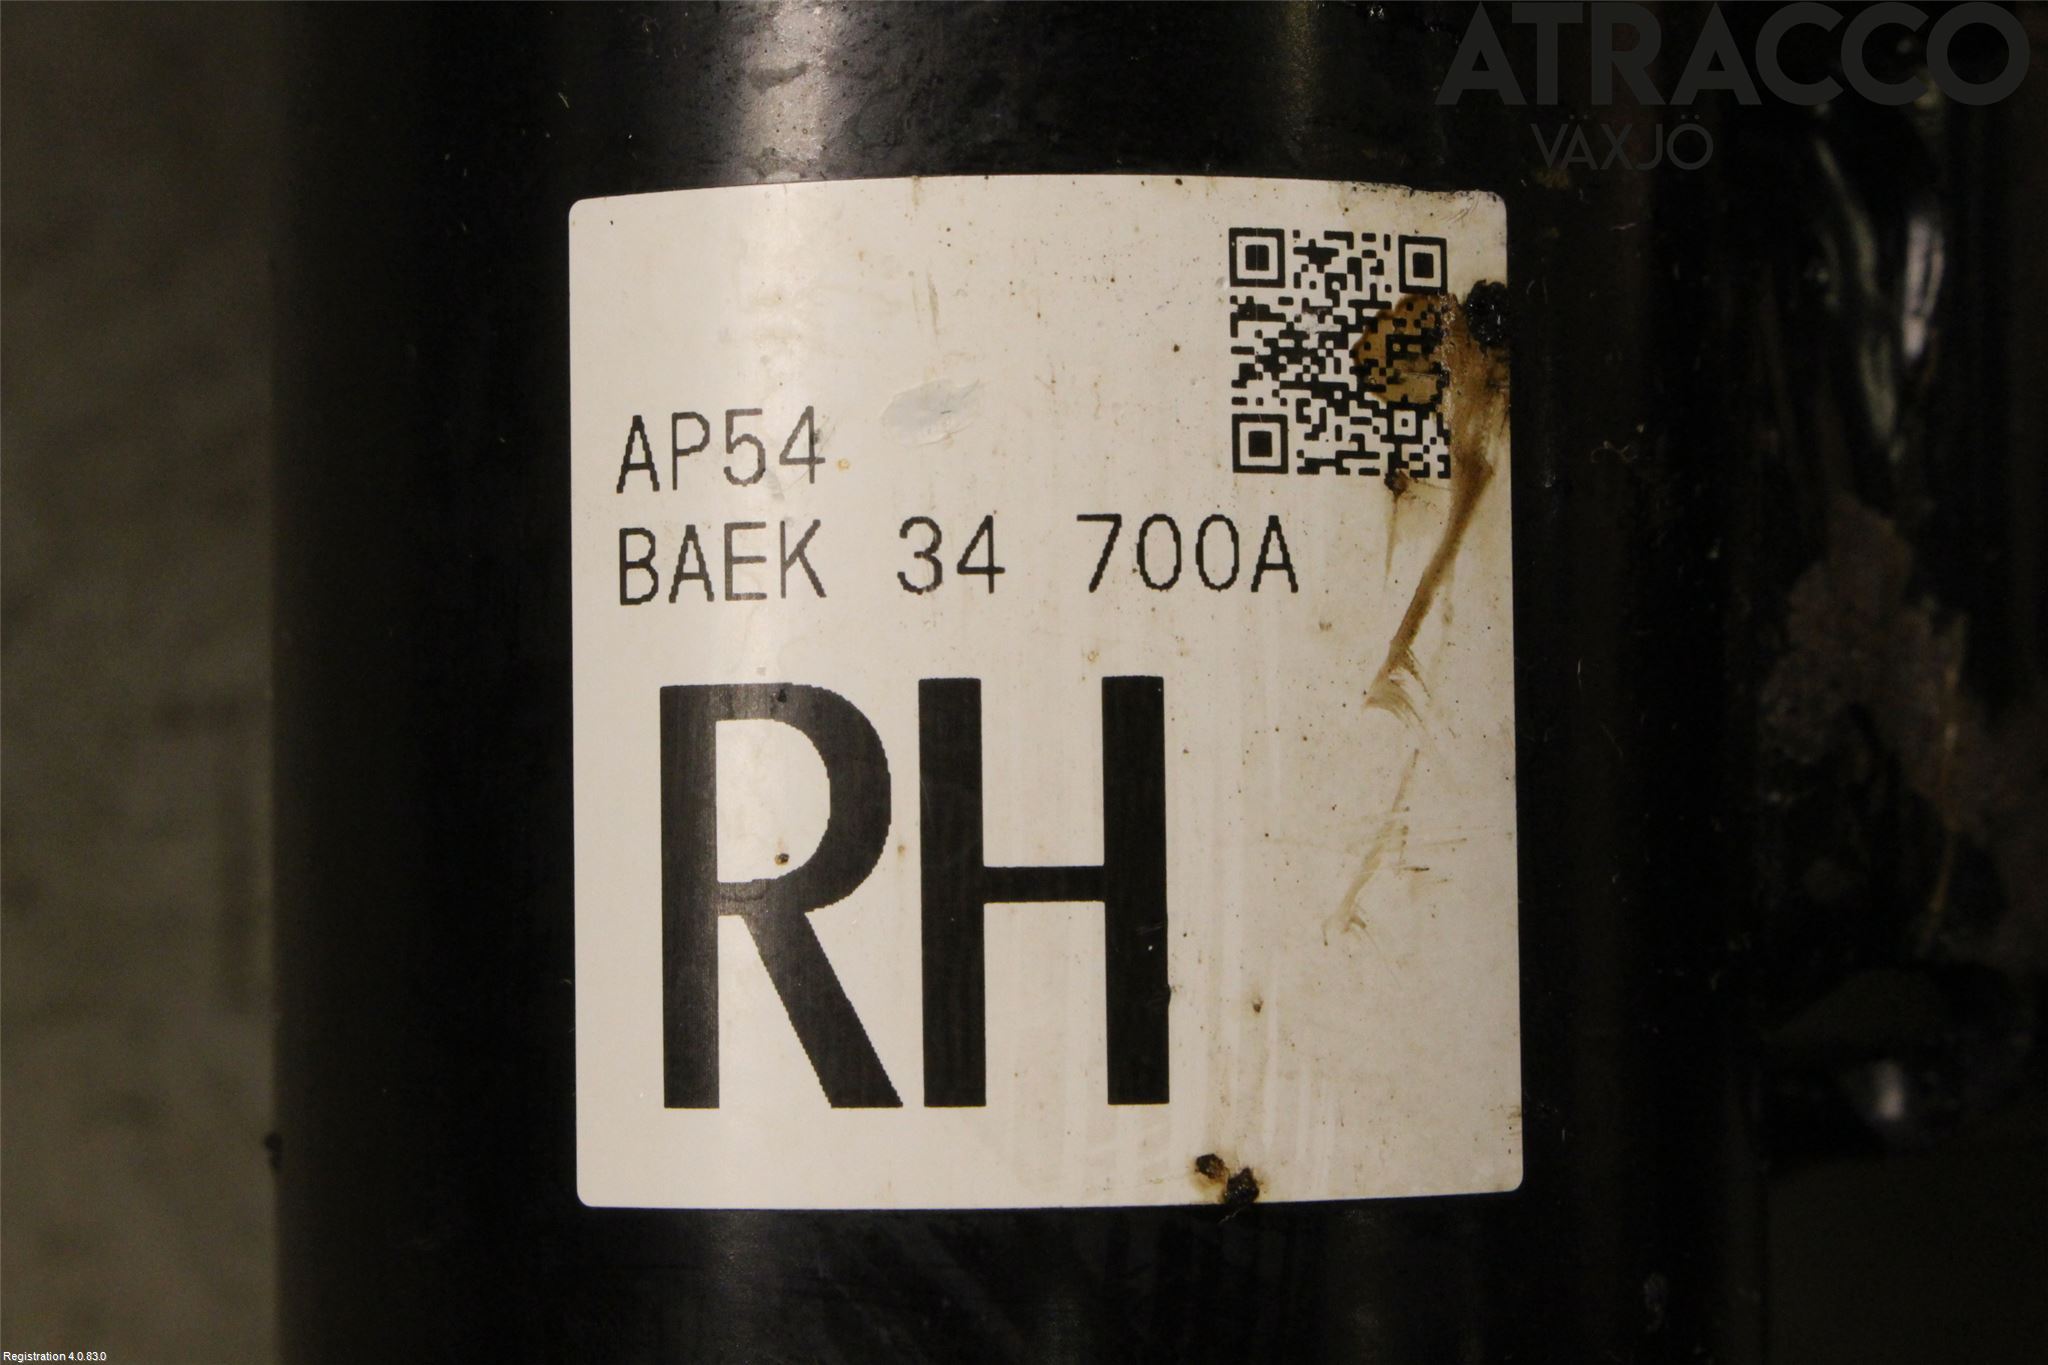 ATRACCO
VÄXJÖ
AP54
BAEK 34 700A
RH
Registration 4.0.83.0